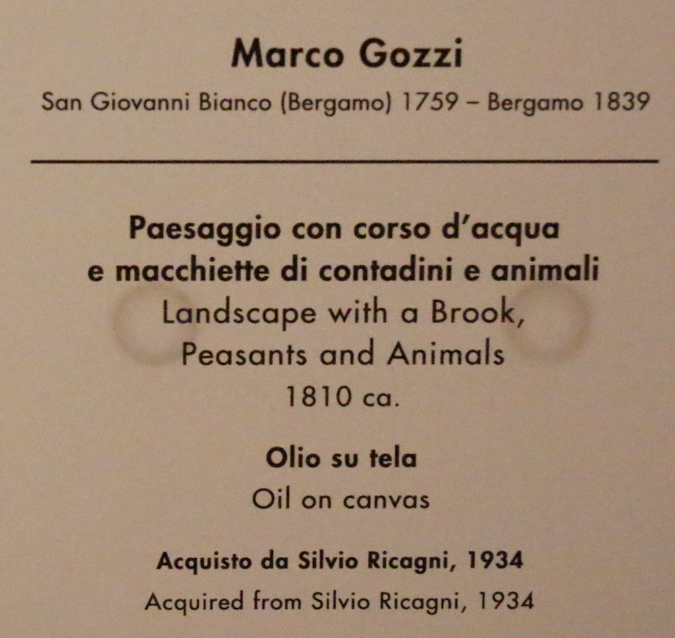 Marco Gozzi
San Giovanni Bianco (Bergamo) 1759 – Bergamo 1839
Paesaggio con corso d'acqua
e macchiette di contadini e animali
Landscape with a Brook,
Peasants and Animals
1810 ca.
Olio su tela
Oil on canvas
Acquisto da Silvio Ricagni, 1934
Acquired from Silvio Ricagni, 1934